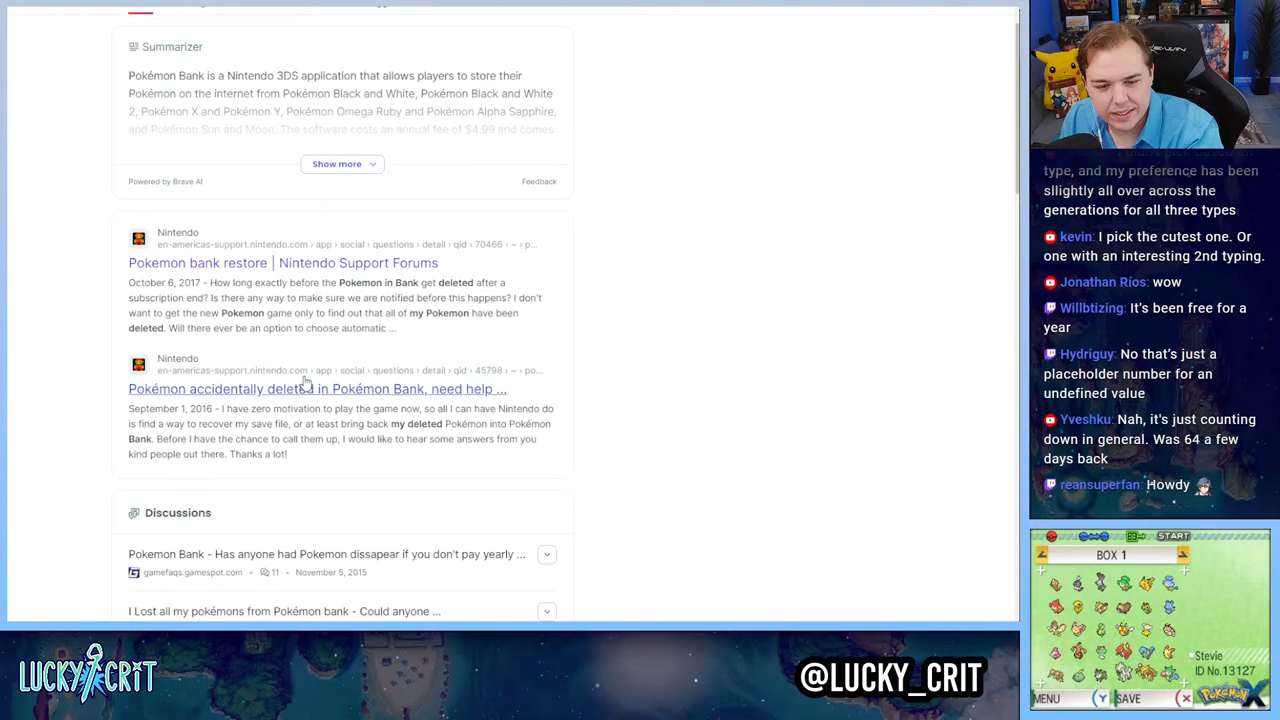 Summarizer
Pokémon Bank is a Nintendo 3DS application that allows players to store their
Pokémon on the internet from Pokémon Black and White, Pokémon Black and White
2, Pokémon X and Pokémon Y, Pokémon Omega Ruby and Pokémon Alpha Sapphire,
and Pokémon Sun and Moon. The software costs an annual fee of $4.99 and comes
Show more
Powered by Brave AI
Feedback
Nintendo
en-americas-support.nintendo.com › app › social › questions › detail › qid › 70466 › ~ › p...
Pokemon bank restore | Nintendo Support Forums
October 6, 2017 - How long exactly before the Pokemon in Bank get deleted after a
subscription end? Is there any way to make sure we are notified before this happens? I don't
want to get the new Pokemon game only to find out that all of my Pokemon have been
deleted. Will there ever be an option to choose automatic ...
Nintendo
en-americas-support.nintendo.com › app › social › questions › detail › qid › 45798 › ~ › po...
Pokémon accidentally deleted in Pokémon Bank, need help ...
September 1, 2016 - I have zero motivation to play the game now, so all I can have Nintendo do
is find a way to recover my save file, or at least bring back my deleted Pokémon into Pokémon
Bank. Before I have the chance to call them up, I would like to hear some answers from you
kind people out there. Thanks a lot!
Discussions
Pokemon Bank - Has anyone had Pokemon dissapear if you don't pay yearly ...
gamefaqs.gamespot.com • 11 • November 5, 2015
I Lost all my pokémons from Pokémon bank - Could anyone ...
type, and my preference has been
sllightly all over across the
generations for all three types
kevin: I pick the cutest one. Or
one with an interesting 2nd typing.
Jonathan Ríos: wow
Willbtizing: It's been free for a
year
Hydriguy: No that's just a
placeholder number for an
undefined value
Yveshku: Nah, it's just counting
down in general. Was 64 a few
days back
reansuperfan: Howdy
START
BOX 1
Stevie
ID No.13127
MENU
Y
SAVE
X
Pokémon X
LUCKY CRIT
@LUCKY_CRIT